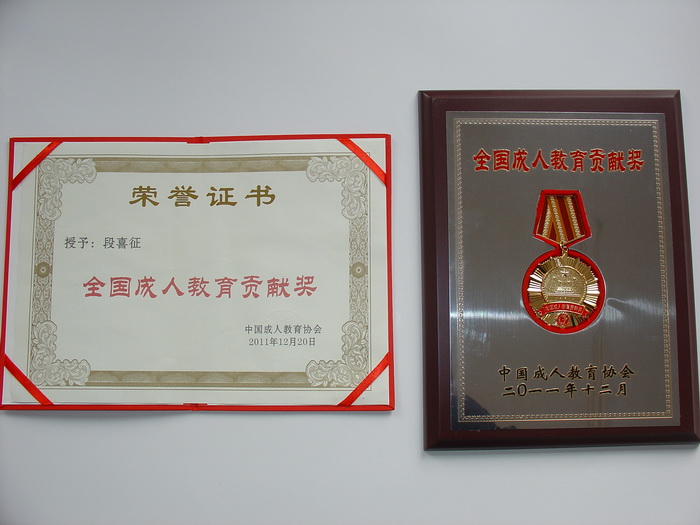 荣誉证书
授予：段喜征
全国成人教育贡献奖
中国成人教育协会
2011年12月20日
全国成人教育贡献奖
中国成人教育协会
二〇一一年十二月